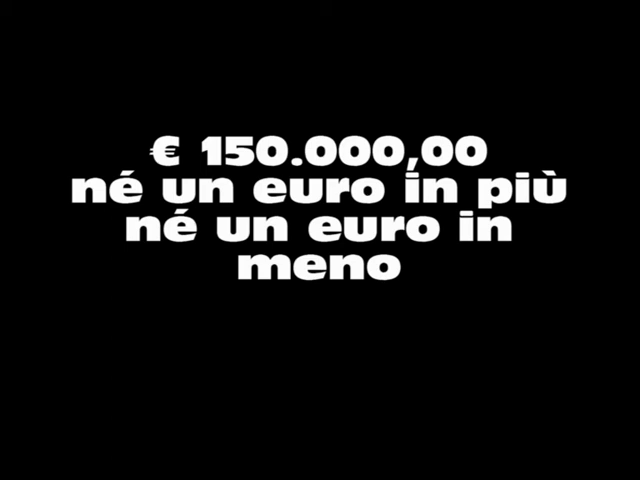 € 150.000,00
né un euro in più
né un euro in
meno